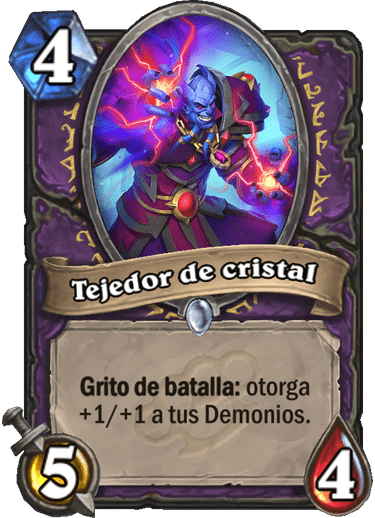 4
Tejedor de cristal
Grito de batalla: otorga
+1/+1 a tus Demonios.
5
4